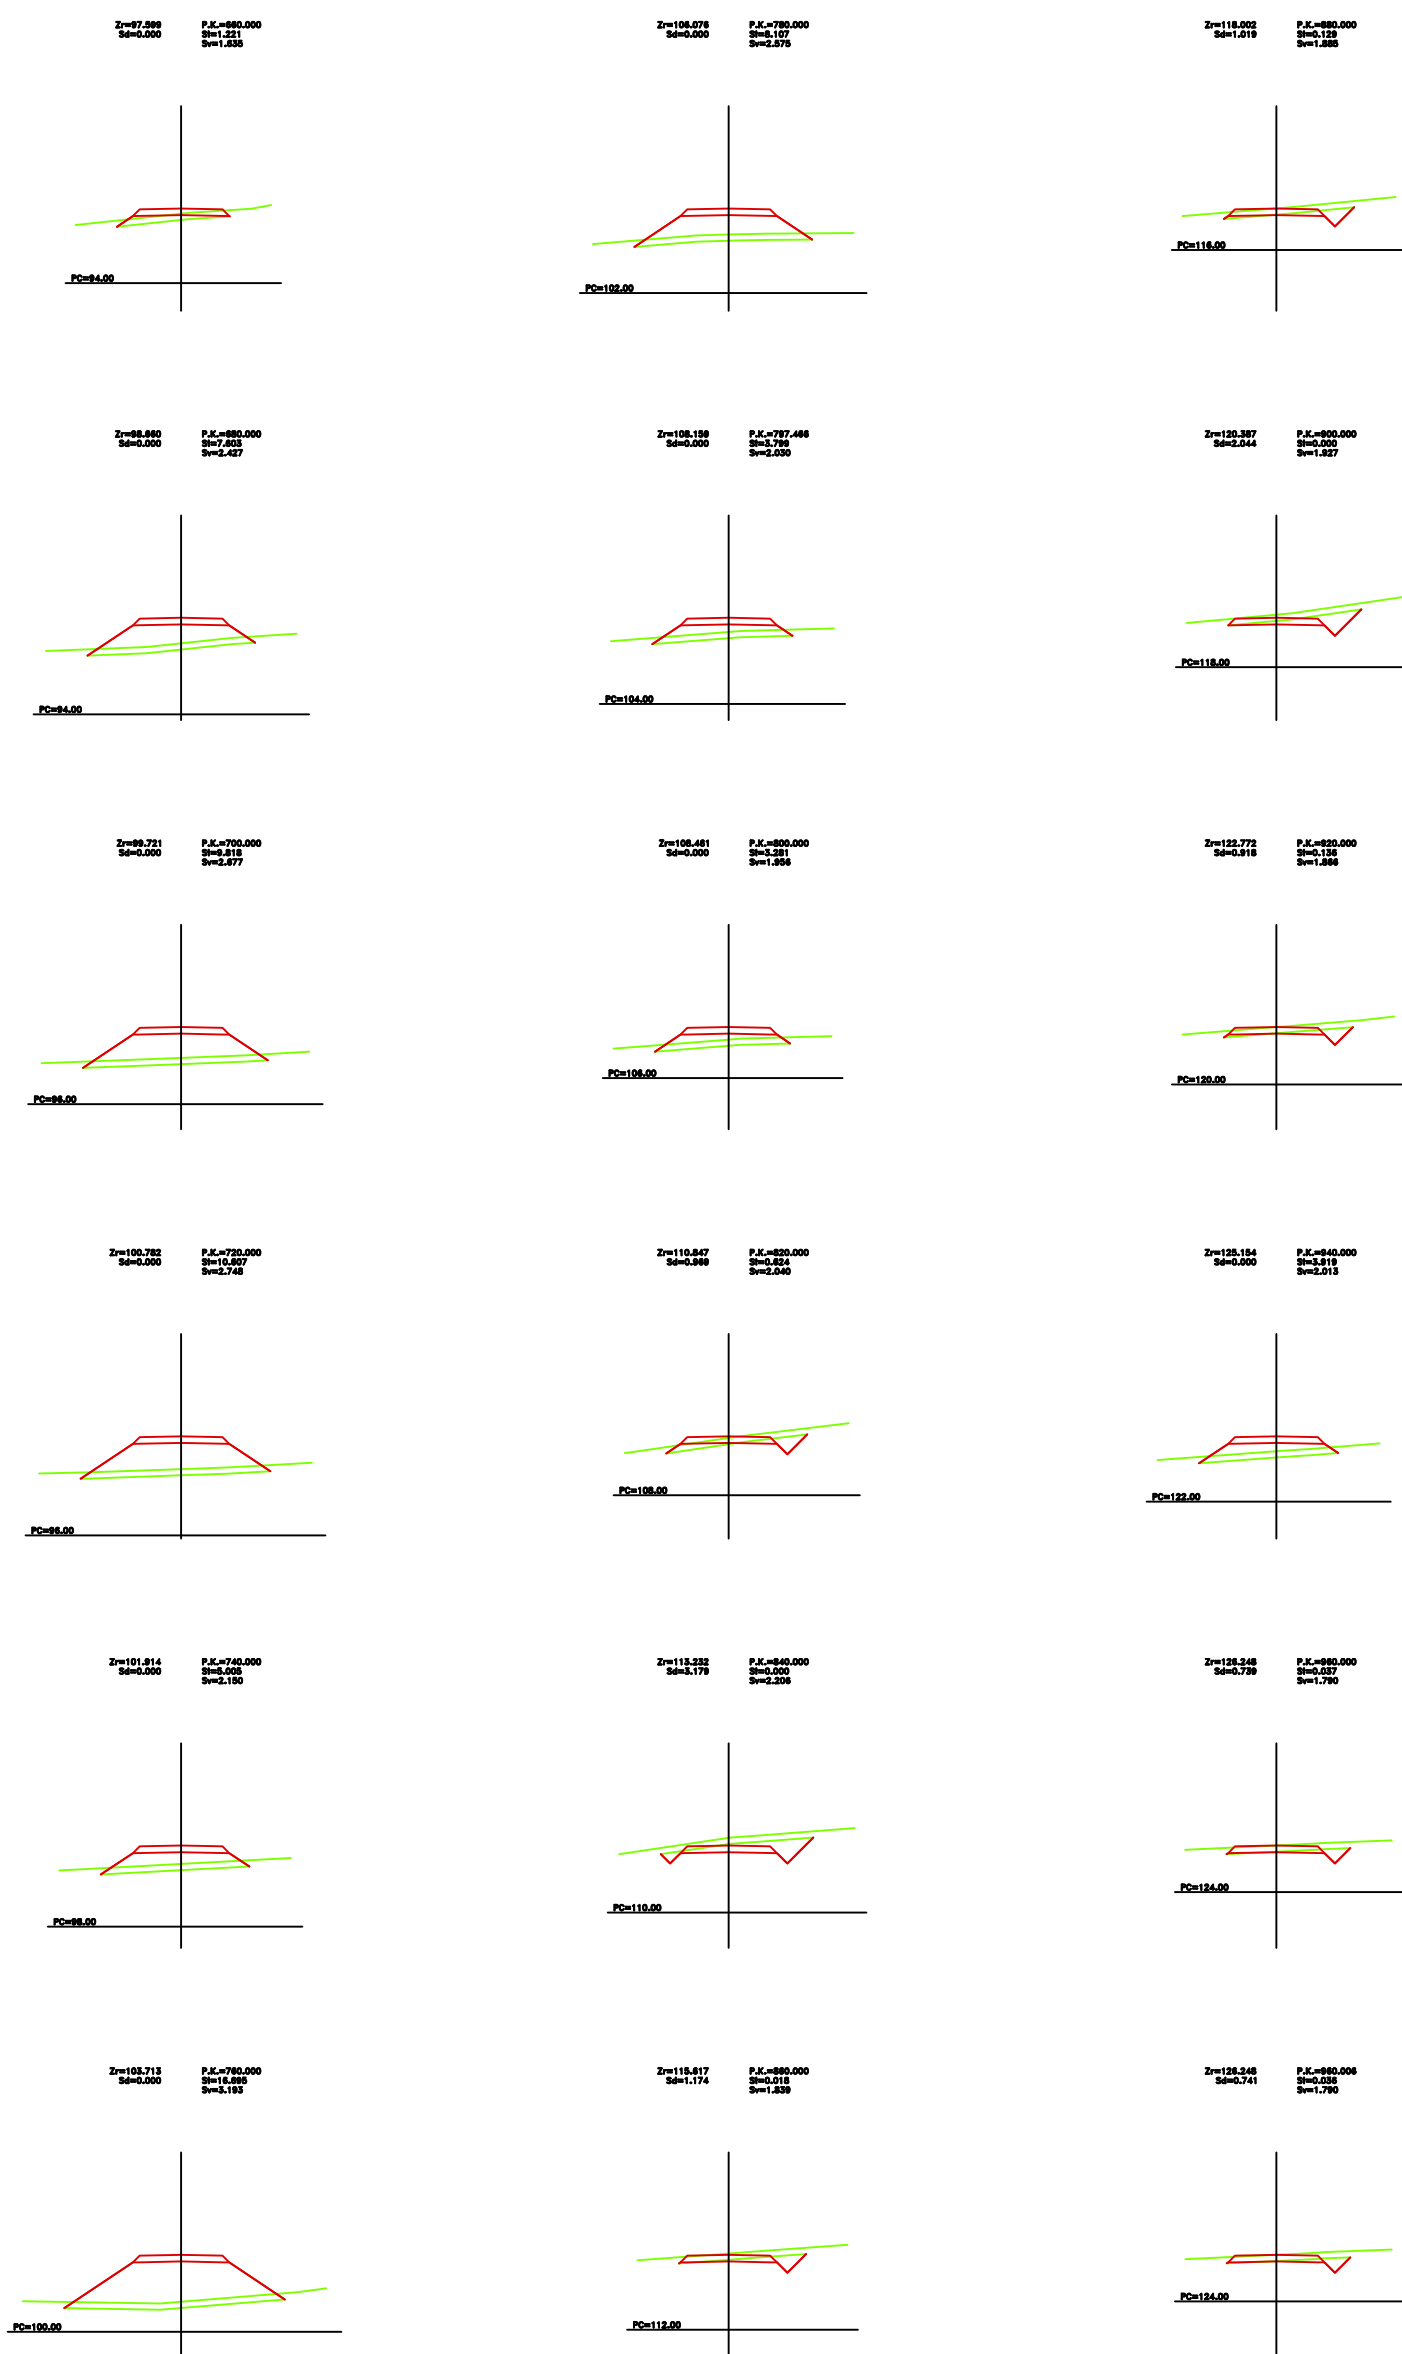 Zr=97.599 P.K.=660.000
Sd=0.000 St=1.221
Sv=1.635
PC=94.00
Zr=98.660 P.K.=680.000
Sd=0.000 St=7.603
Sv=2.427
PC=94.00
Zr=99.721 P.K.=700.000
Sd=0.000 St=9.818
Sv=2.677
PC=96.00
Zr=100.782 P.K.=720.000
Sd=0.000 St=10.607
Sv=2.748
PC=96.00
Zr=101.914 P.K.=740.000
Sd=0.000 St=5.005
Sv=2.150
PC=98.00
Zr=103.713 P.K.=760.000
Sd=0.000 St=16.695
Sv=3.193
PC=100.00
Zr=106.076 P.K.=780.000
Sd=0.000 St=8.107
Sv=2.575
PC=102.00
Zr=108.159 P.K.=797.466
Sd=0.000 St=3.799
Sv=2.030
PC=104.00
Zr=108.461 P.K.=800.000
Sd=0.000 St=3.281
Sv=1.956
PC=106.00
Zr=110.847 P.K.=820.000
Sd=0.969 St=0.624
Sv=2.040
PC=108.00
Zr=113.232 P.K.=840.000
Sd=3.179 St=0.000
Sv=2.206
PC=110.00
Zr=115.617 P.K.=860.000
Sd=1.174 St=0.018
Sv=1.839
PC=112.00
Zr=118.002 P.K.=880.000
Sd=1.019 St=0.129
Sv=1.885
PC=116.00
Zr=120.387 P.K.=900.000
Sd=2.044 St=0.000
Sv=1.927
PC=118.00
Zr=122.772 P.K.=920.000
Sd=0.918 St=0.136
Sv=1.866
PC=120.00
Zr=125.154 P.K.=940.000
Sd=0.000 St=3.919
Sv=2.013
PC=122.00
Zr=126.248 P.K.=960.000
Sd=0.739 St=0.037
Sv=1.790
PC=124.00
Zr=126.248 P.K.=960.006
Sd=0.741 St=0.036
Sv=1.790
PC=124.00